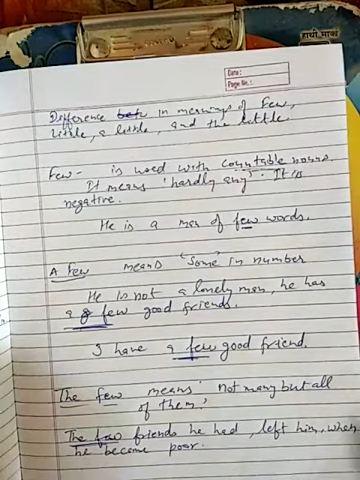 हाथी मार्क
Date:
Page No.:
Difference in meanings of Few,
little, a little, and the little
Few - is used with countable nouns.
It means 'hardly any'. It is
negative.
He is a man of few words.
A few means 'some' in number
He is not a lonely man, he has
a few good friends.
I have a few good friend.
The few means 'Not many but all
of them'
The few friends he had, left him, when
he become poor.